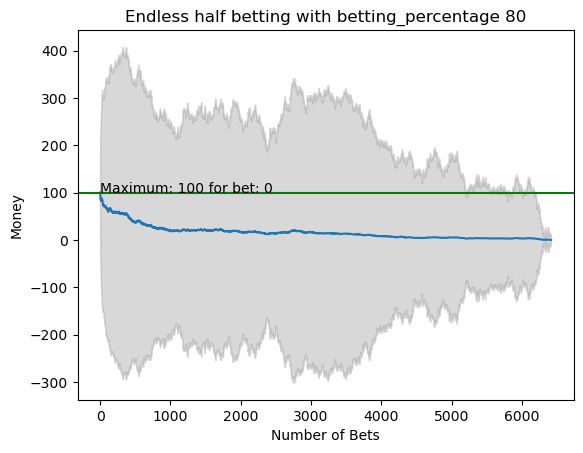 Endless half betting with betting_percentage 80
400
300
200
Maximum: 100 for bet: 0
100
0
−100
−200
−300
Money
0 1000 2000 3000 4000 5000 6000
Number of Bets